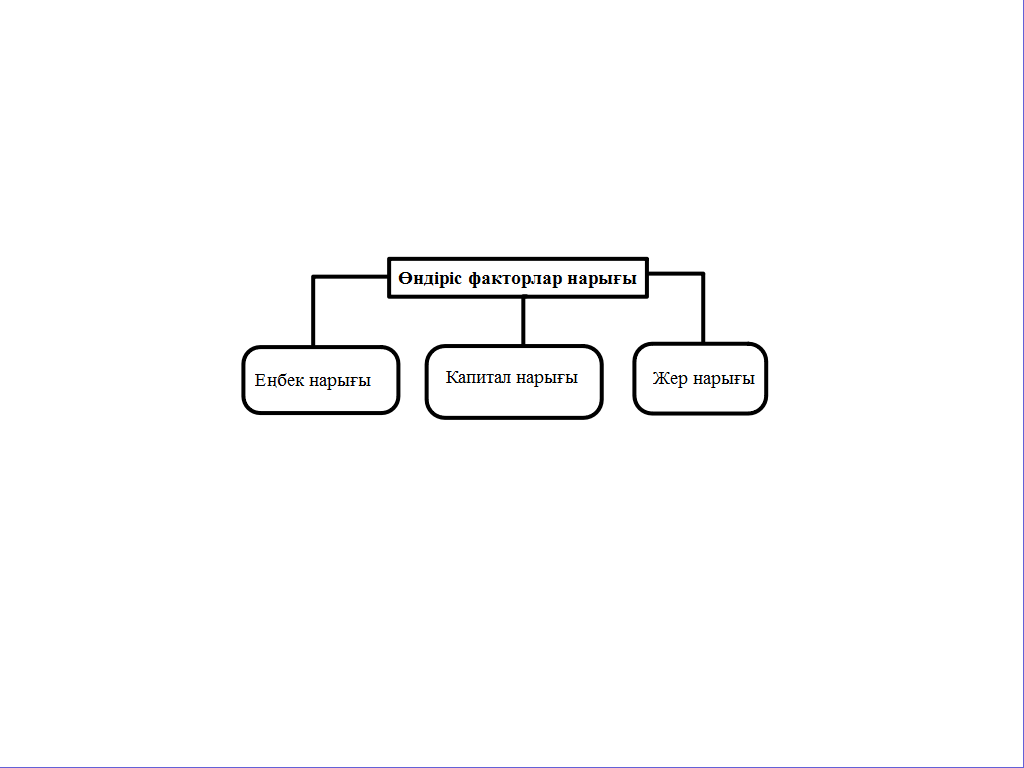 Өндіріс факторлар нарығы
Еңбек нарығы
Капитал нарығы
Жер нарығы